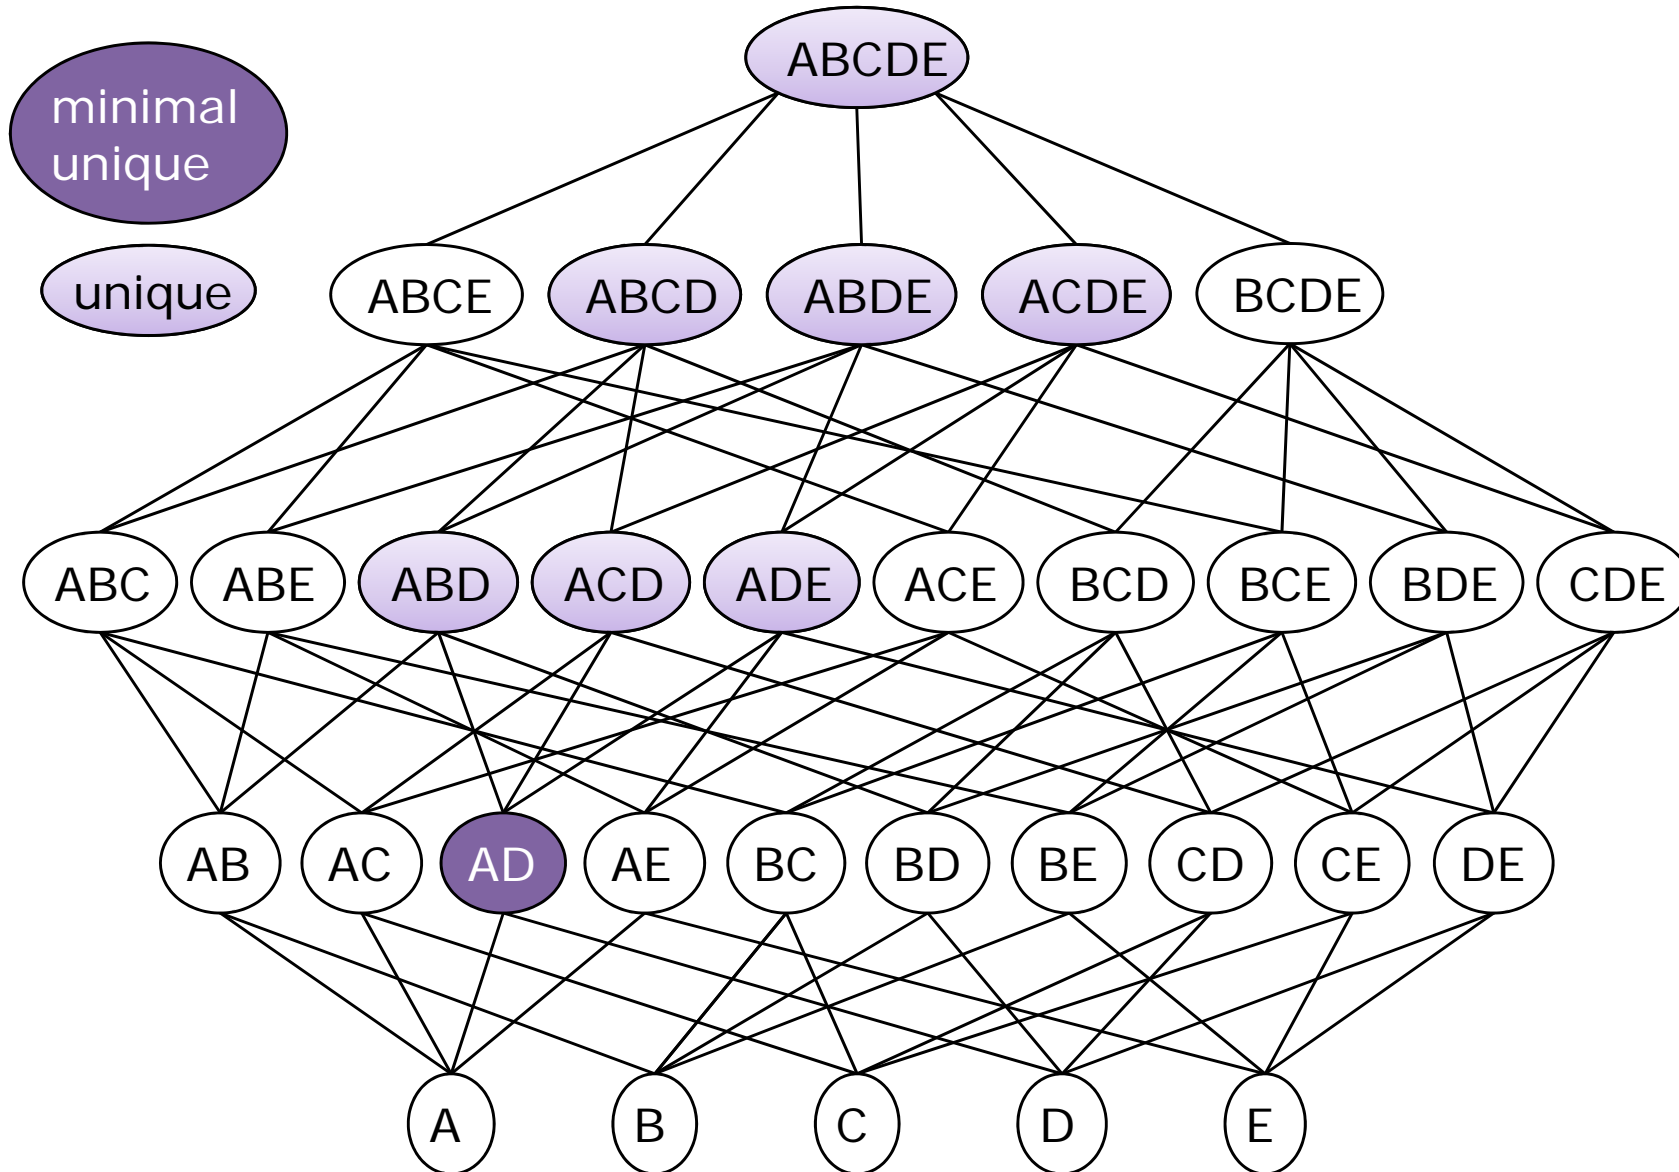 ABCDE
minimal
unique
unique
ABCE ABCD ABDE ACDE BCDE
ABC ABE ABD ACD ADE ACE BCD BCE BDE CDE
AB AC AD AE BC BD BE CD CE DE
A B C D E